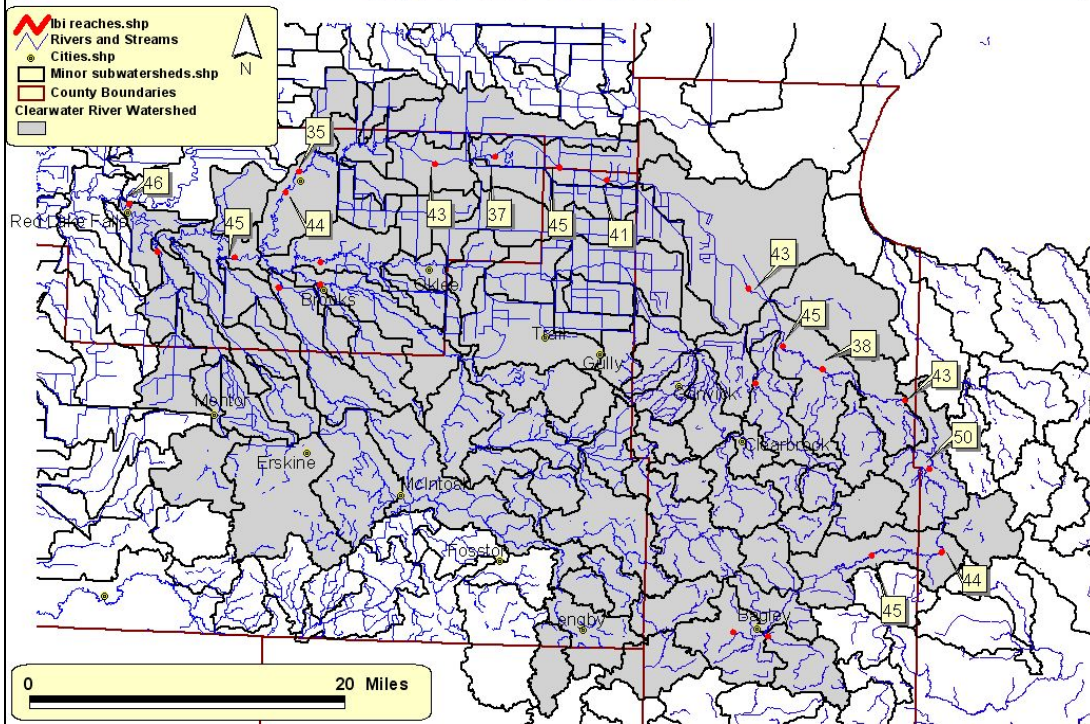 Ibi reaches.shp
Rivers and Streams
Cities.shp
Minor subwatersheds.shp
County Boundaries
Clearwater River Watershed
N
35
46
Red Lake Falls
45
44
43
37
45
41
Oklee
Brooks
43
Trail
45
Gully
38
Gonvick
43
Mentor
Clearbrook
50
Erskine
McIntosh
Fosston
44
45
Lengby
Bagley
0 20 Miles